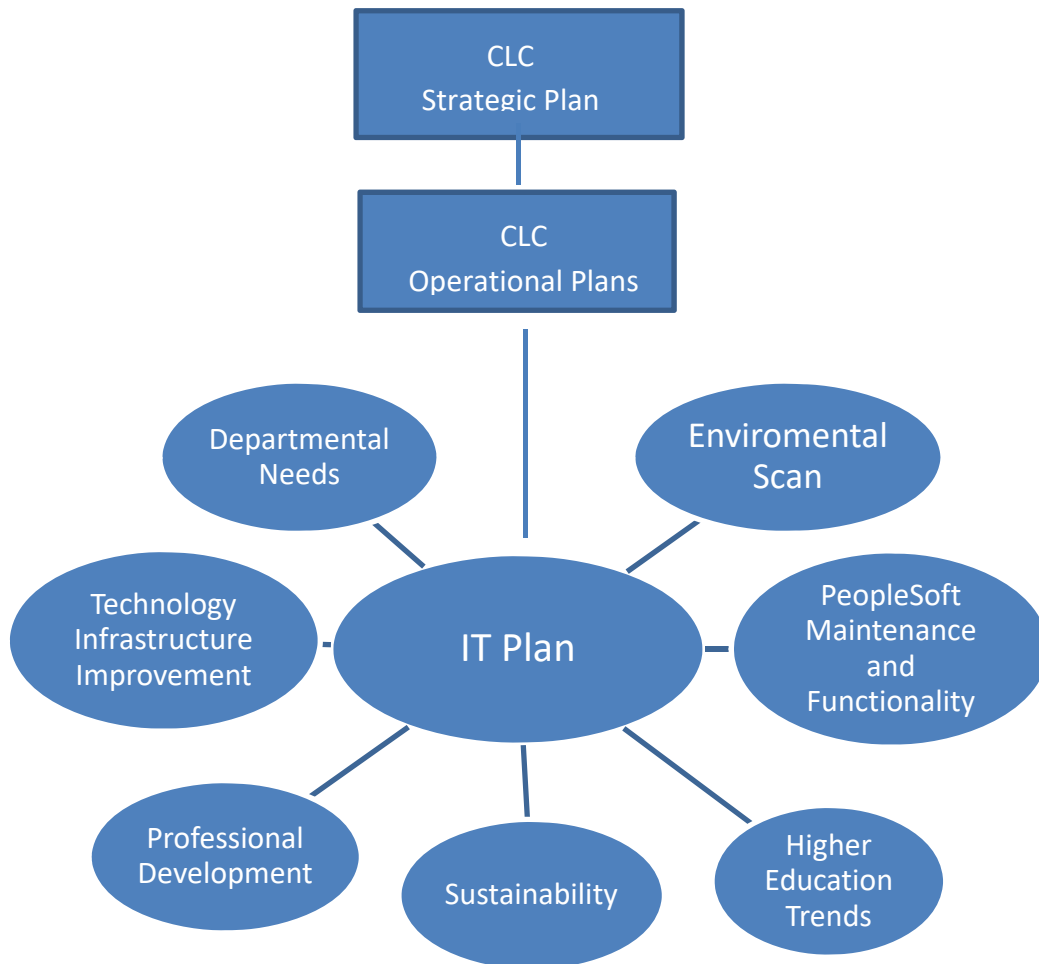 CLC
Strategic Plan
CLC
Operational Plans
Departmental
Needs
Enviromental
Scan
Technology
Infrastructure
Improvement
IT Plan
PeopleSoft
Maintenance
and
Functionality
Professional
Development
Sustainability
Higher
Education
Trends